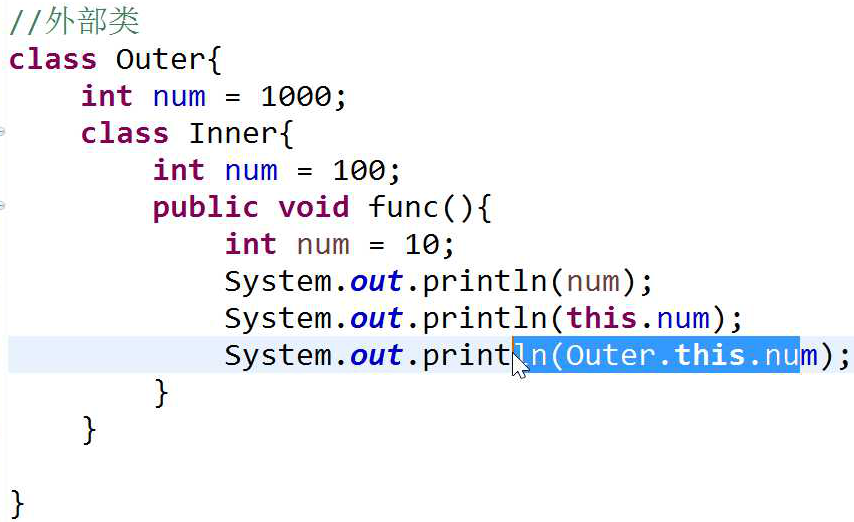 //外部类
class Outer{
    int num = 1000;
    class Inner{
        int num = 100;
        public void func(){
            int num = 10;
            System.out.println(num);
            System.out.println(this.num);
            System.out.println(Outer.this.num);
        }
    }
}